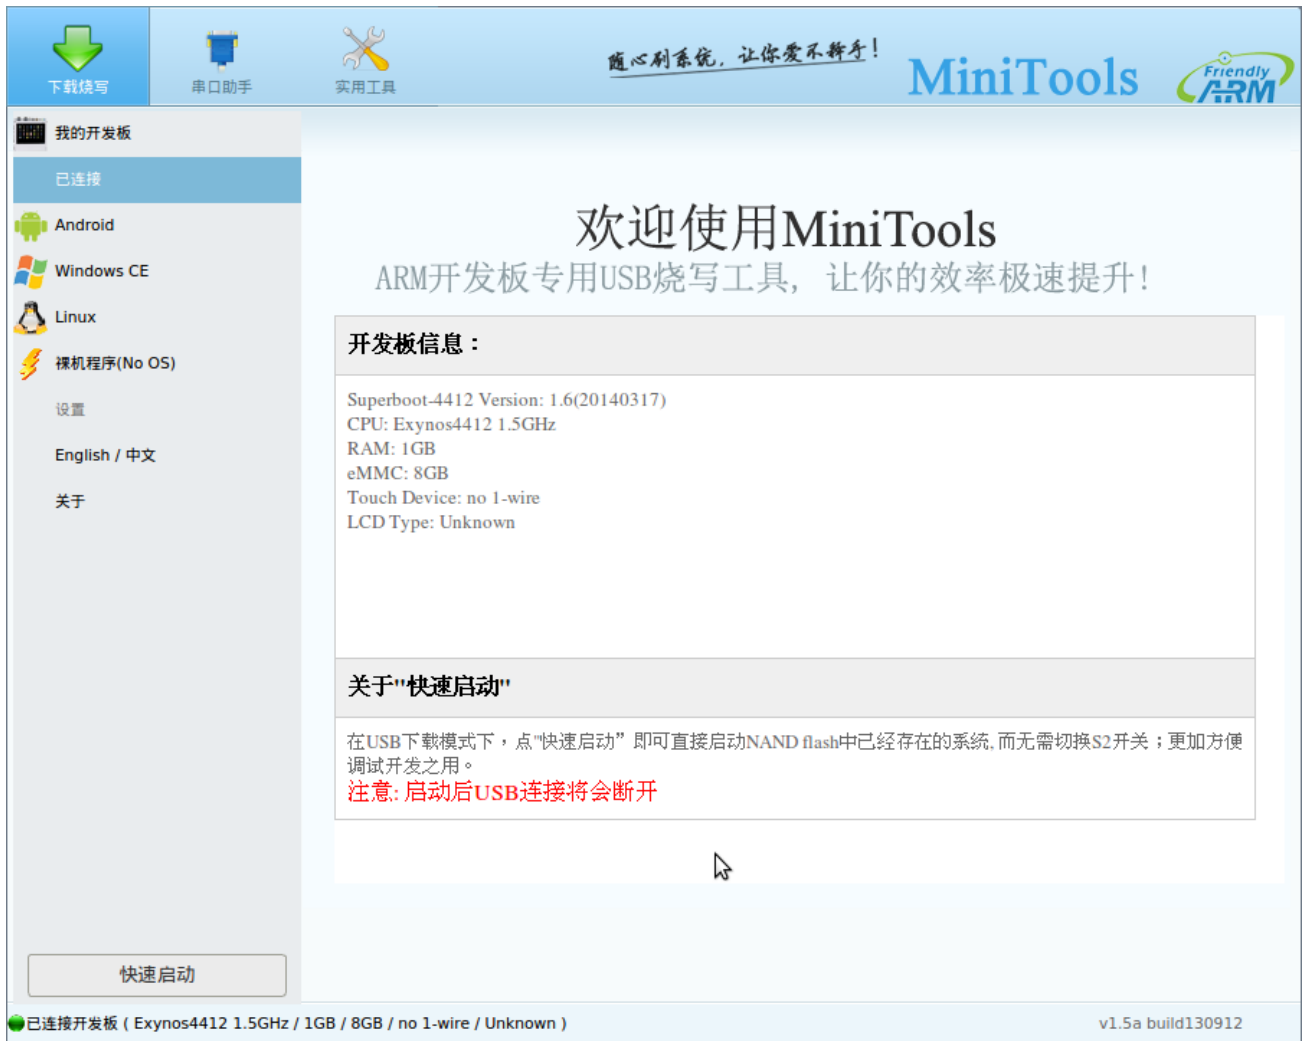 下载烧写
串口助手
实用工具
随心刷系统, 让你爱不释手!
MiniTools
Friendly
ARM
我的开发板
已连接
Android
Windows CE
Linux
裸机程序(No OS)
设置
English / 中文
关于
快速启动
欢迎使用MiniTools
ARM开发板专用USB烧写工具, 让你的效率极速提升!
开发板信息：
Superboot-4412 Version: 1.6(20140317)
CPU: Exynos4412 1.5GHz
RAM: 1GB
eMMC: 8GB
Touch Device: no 1-wire
LCD Type: Unknown
关于"快速启动"
在USB下载模式下，点"快速启动” 即可直接启动NAND flash中已经存在的系统, 而无需切换S2开关；更加方便
调试开发之用。
注意: 启动后USB连接将会断开
已连接开发板 ( Exynos4412 1.5GHz / 1GB / 8GB / no 1-wire / Unknown )
v1.5a build130912